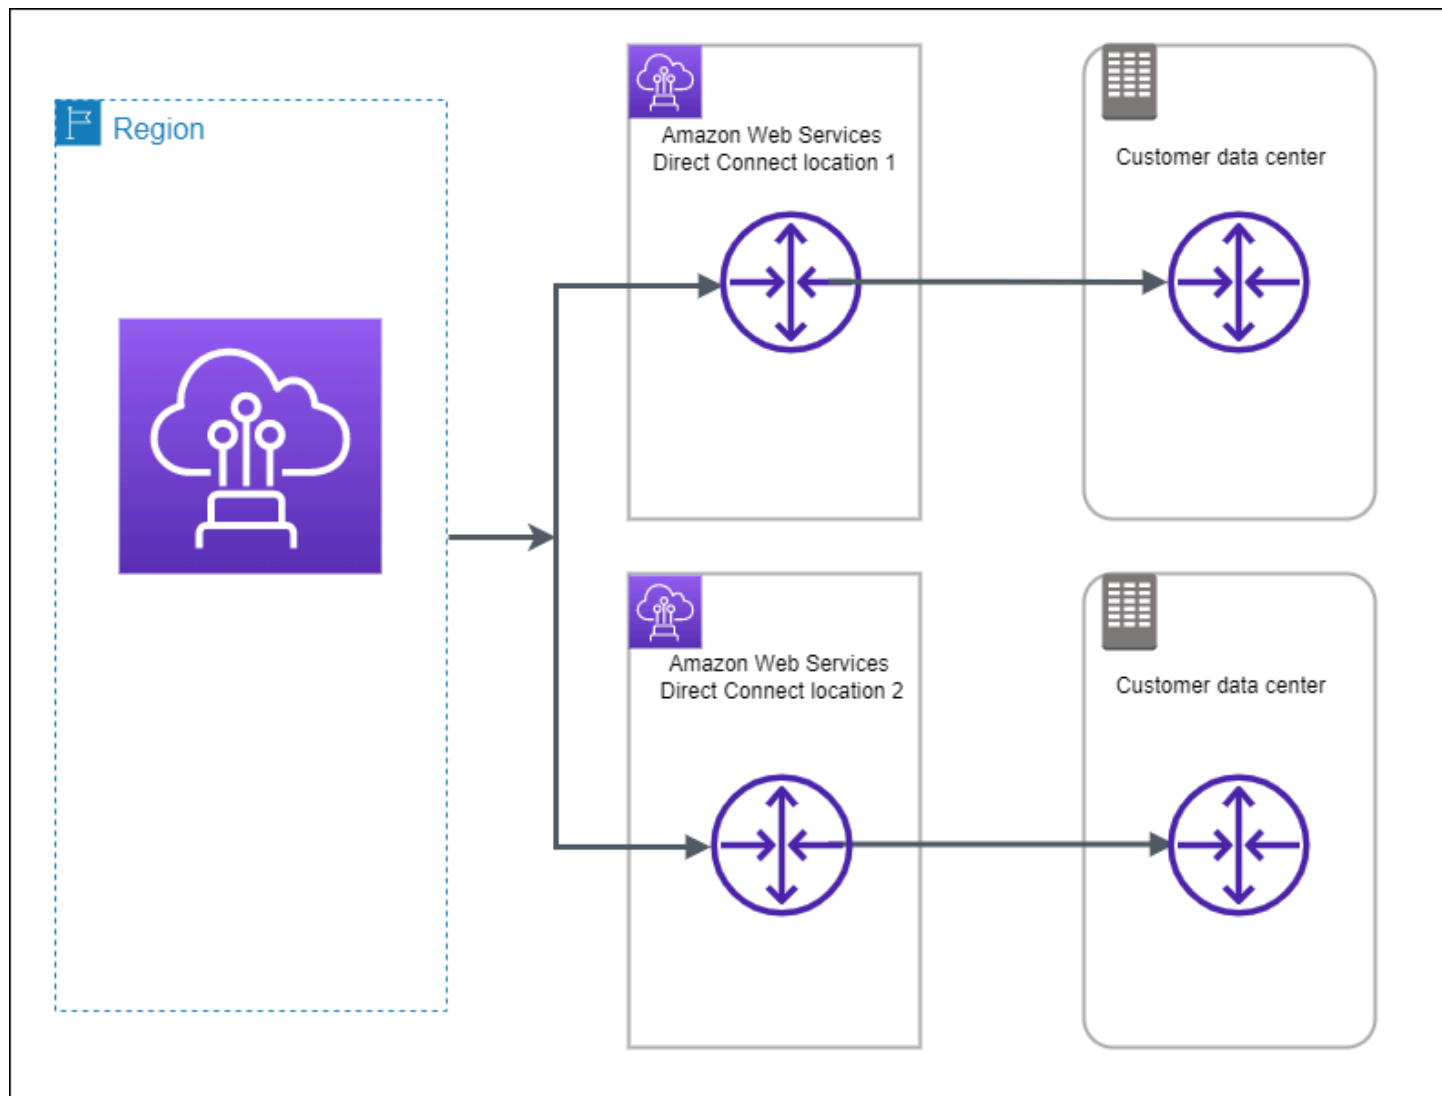 Region
Amazon Web Services
Direct Connect location 1
Customer data center
Amazon Web Services
Direct Connect location 2
Customer data center